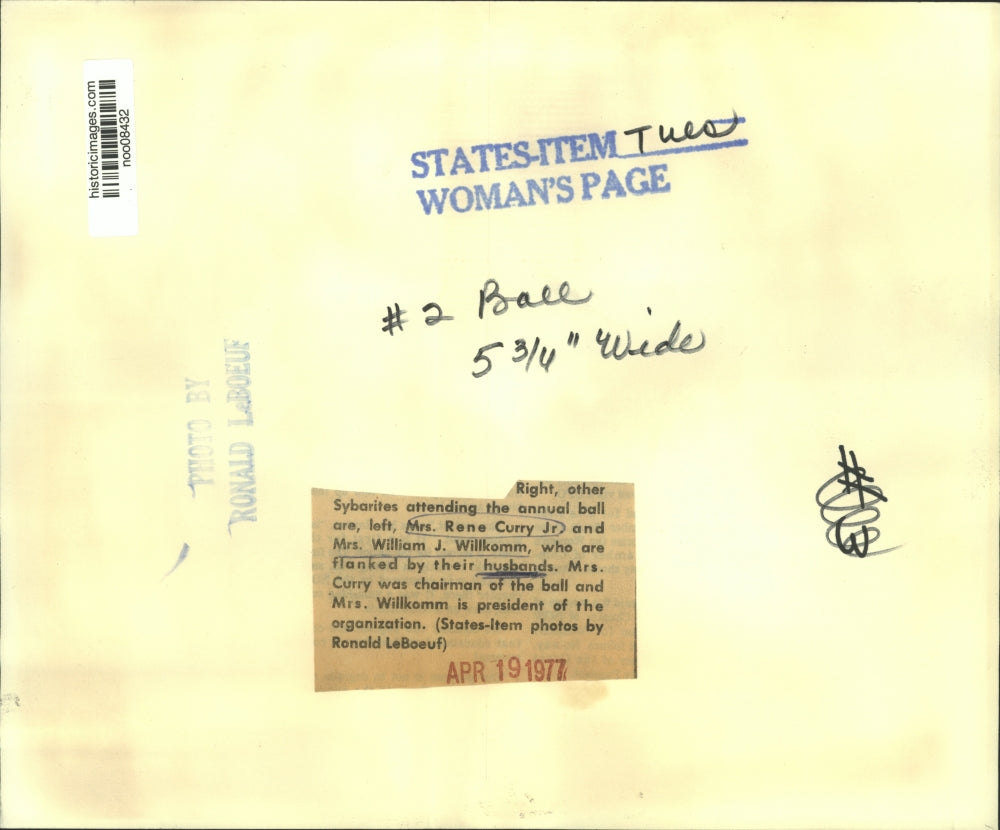 historicimages.com
noo08432
STATES-ITEM Tues
WOMAN'S PAGE
#2 Ball
5 3/4" Wide
PHOTO BY
RONALD LeBOEUF
#
W
Right, other
Sybarites attending the annual ball
are, left, Mrs. Rene Curry Jr) and
Mrs. William J. Willkomm, who are
flanked by their husbands. Mrs.
Curry was chairman of the ball and
Mrs. Willkomm is president of the
organization. (States-Item photos by
Ronald LeBoeuf)
APR 19 1977